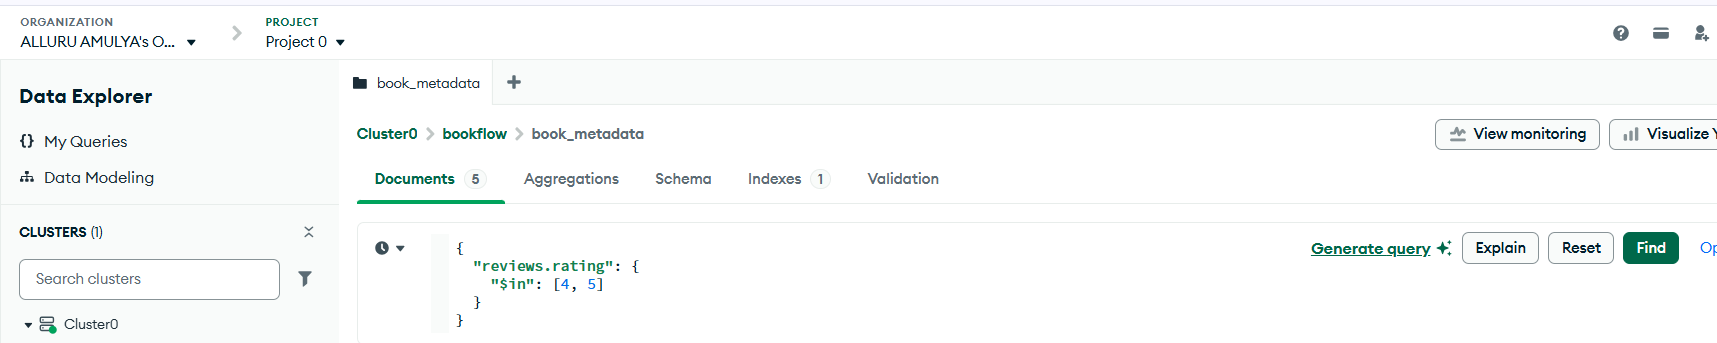 ORGANIZATION
ALLURU AMULYA's O...
PROJECT
Project 0
Data Explorer
My Queries
Data Modeling
CLUSTERS (1)
Search clusters
Cluster0
book_metadata
Cluster0 > bookflow > book_metadata
View monitoring
Visualize Y
Documents 5
Aggregations
Schema
Indexes 1
Validation
{
"reviews.rating": {
"$in": [4, 5]
}
}
Generate query
Explain
Reset
Find
Op